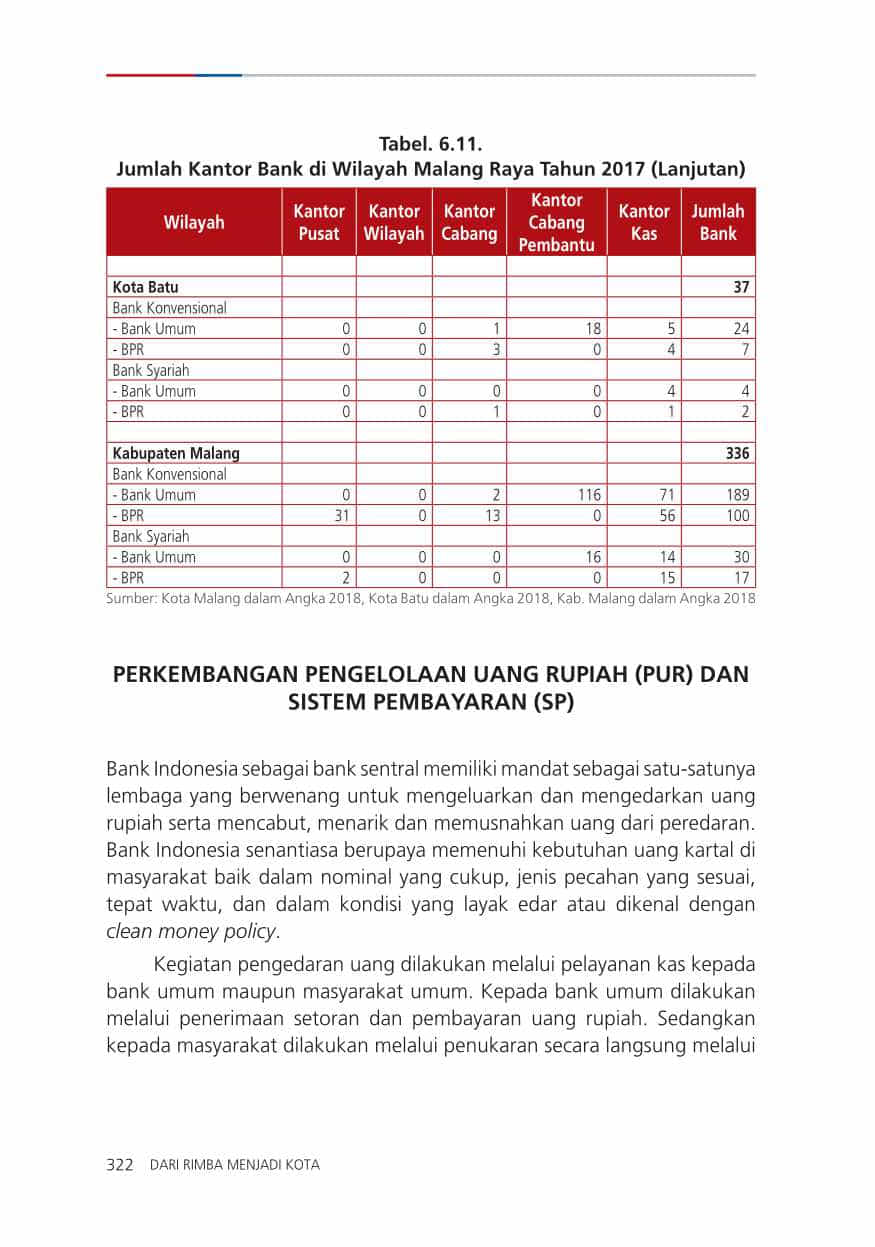 Tabel. 6.11.
Jumlah Kantor Bank di Wilayah Malang Raya Tahun 2017 (Lanjutan)
Wilayah Kantor Pusat Kantor Wilayah Kantor Cabang Kantor Cabang Pembantu Kantor Kas Jumlah Bank
Kota Batu 37
Bank Konvensional
- Bank Umum 0 0 1 18 5 24
- BPR 0 0 3 0 4 7
Bank Syariah
- Bank Umum 0 0 0 0 4 4
- BPR 0 0 1 0 1 2
Kabupaten Malang 336
Bank Konvensional
- Bank Umum 0 0 2 116 71 189
- BPR 31 0 13 0 56 100
Bank Syariah
- Bank Umum 0 0 0 16 14 30
- BPR 2 0 0 0 15 17
Sumber: Kota Malang dalam Angka 2018, Kota Batu dalam Angka 2018, Kab. Malang dalam Angka 2018
PERKEMBANGAN PENGELOLAAN UANG RUPIAH (PUR) DAN
SISTEM PEMBAYARAN (SP)
Bank Indonesia sebagai bank sentral memiliki mandat sebagai satu-satunya
lembaga yang berwenang untuk mengeluarkan dan mengedarkan uang
rupiah serta mencabut, menarik dan memusnahkan uang dari peredaran.
Bank Indonesia senantiasa berupaya memenuhi kebutuhan uang kartal di
masyarakat baik dalam nominal yang cukup, jenis pecahan yang sesuai,
tepat waktu, dan dalam kondisi yang layak edar atau dikenal dengan
clean money policy.
Kegiatan pengedaran uang dilakukan melalui pelayanan kas kepada
bank umum maupun masyarakat umum. Kepada bank umum dilakukan
melalui penerimaan setoran dan pembayaran uang rupiah. Sedangkan
kepada masyarakat dilakukan melalui penukaran secara langsung melalui
322 DARI RIMBA MENJADI KOTA